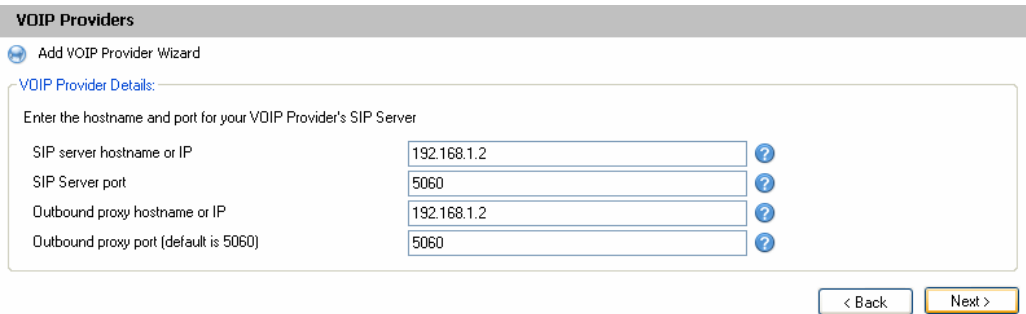 VOIP Providers
Add VOIP Provider Wizard
VOIP Provider Details:
Enter the hostname and port for your VOIP Provider's SIP Server
SIP server hostname or IP 192.168.1.2 ?
SIP Server port 5060 ?
Outbound proxy hostname or IP 192.168.1.2 ?
Outbound proxy port (default is 5060) 5060 ?
< Back Next >